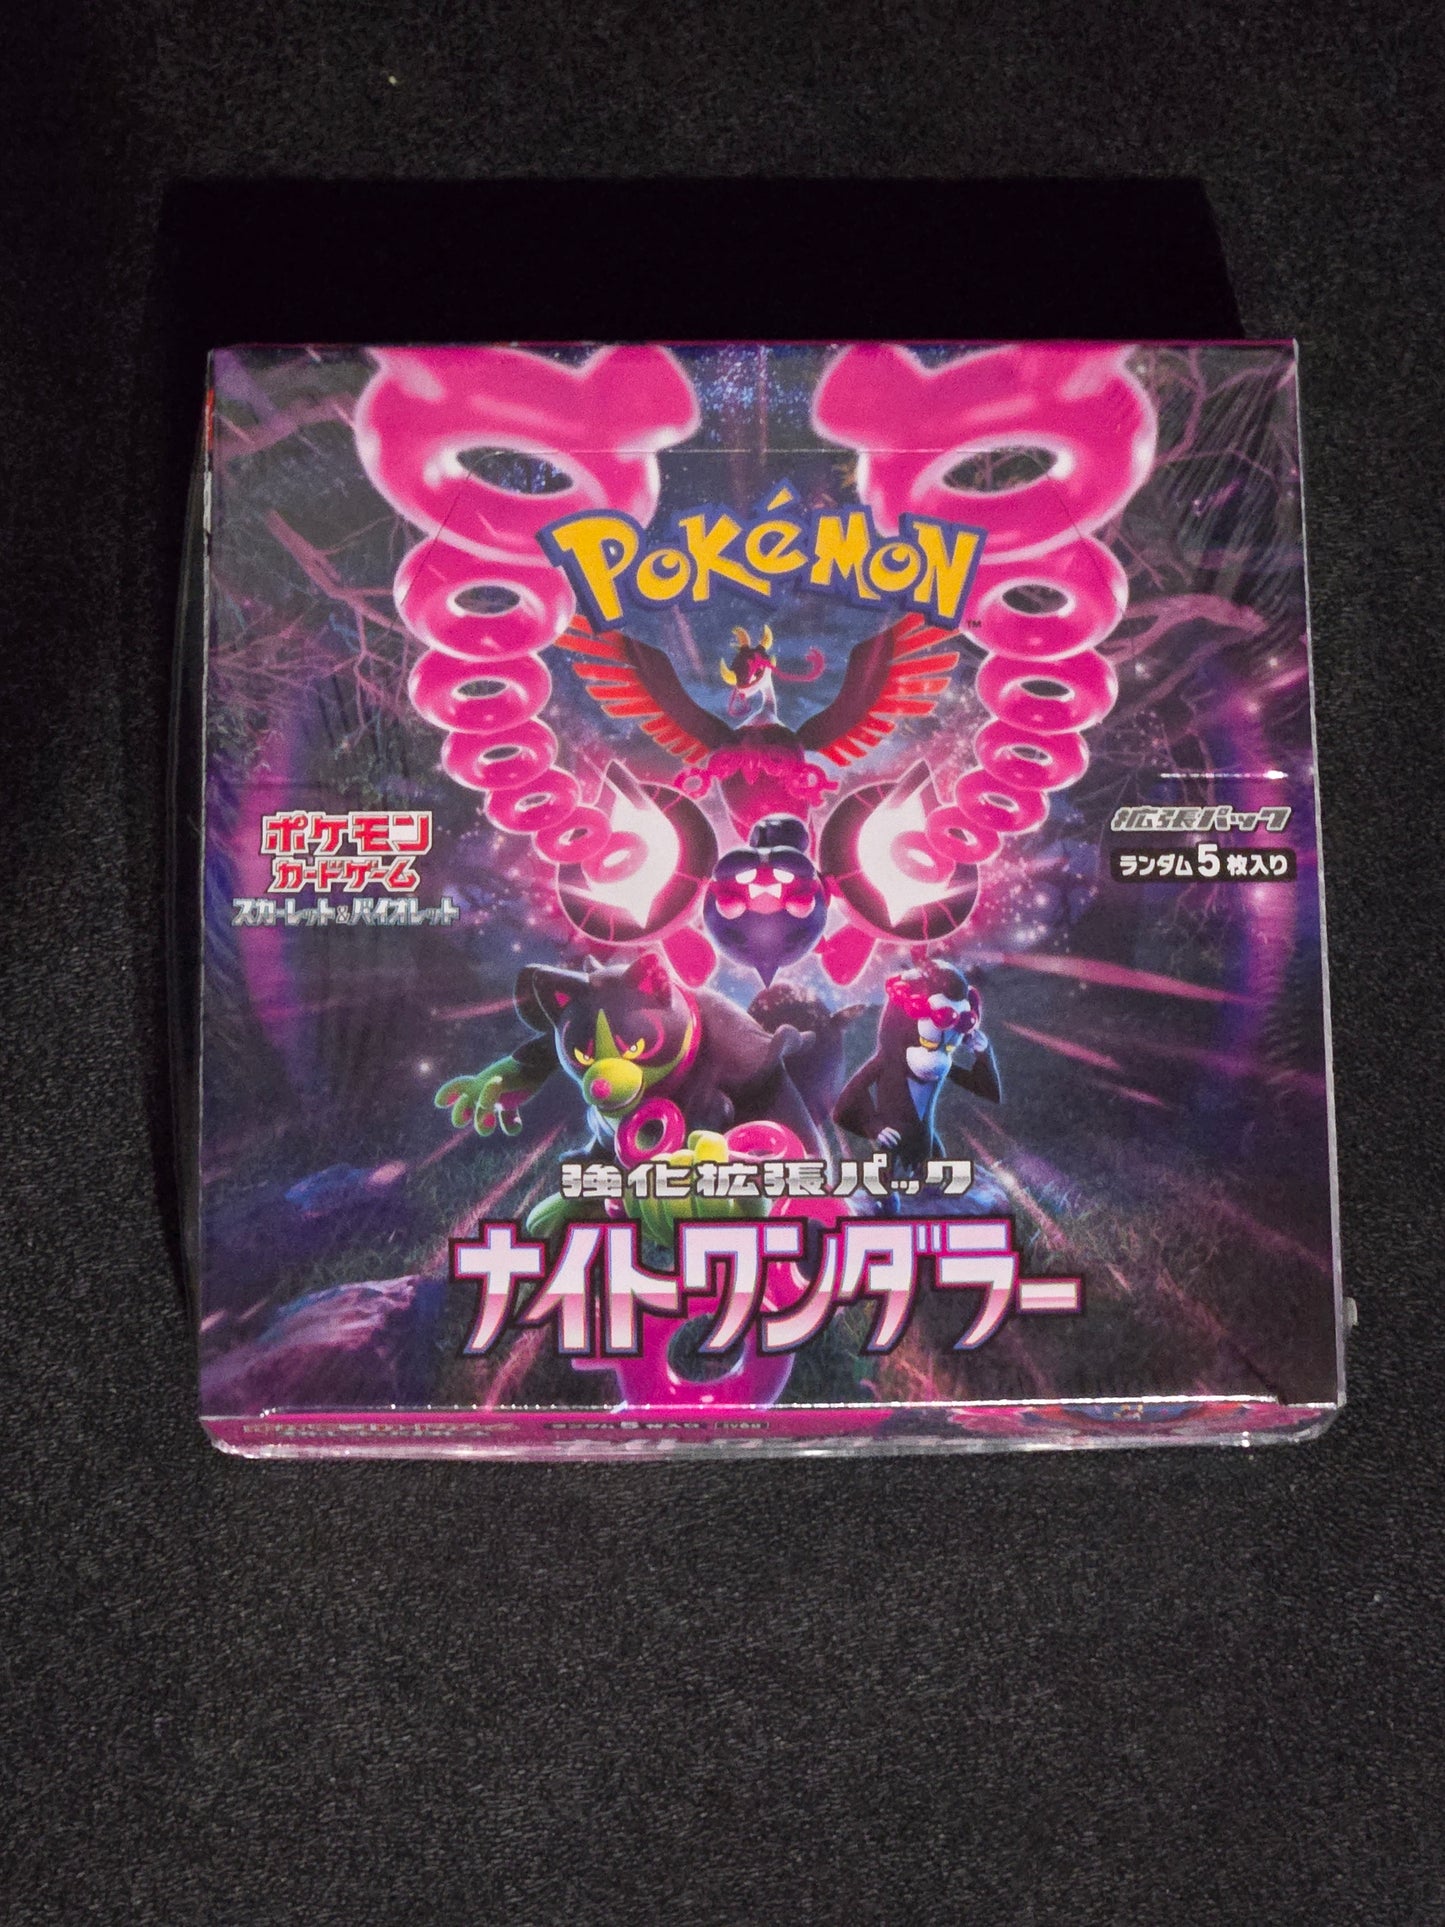 POKéMON
TM
ポケモン
カードゲーム
スカーレット&バイオレット
拡張パック
ランダム5枚入り
強化拡張パック
ナイトワンダラー